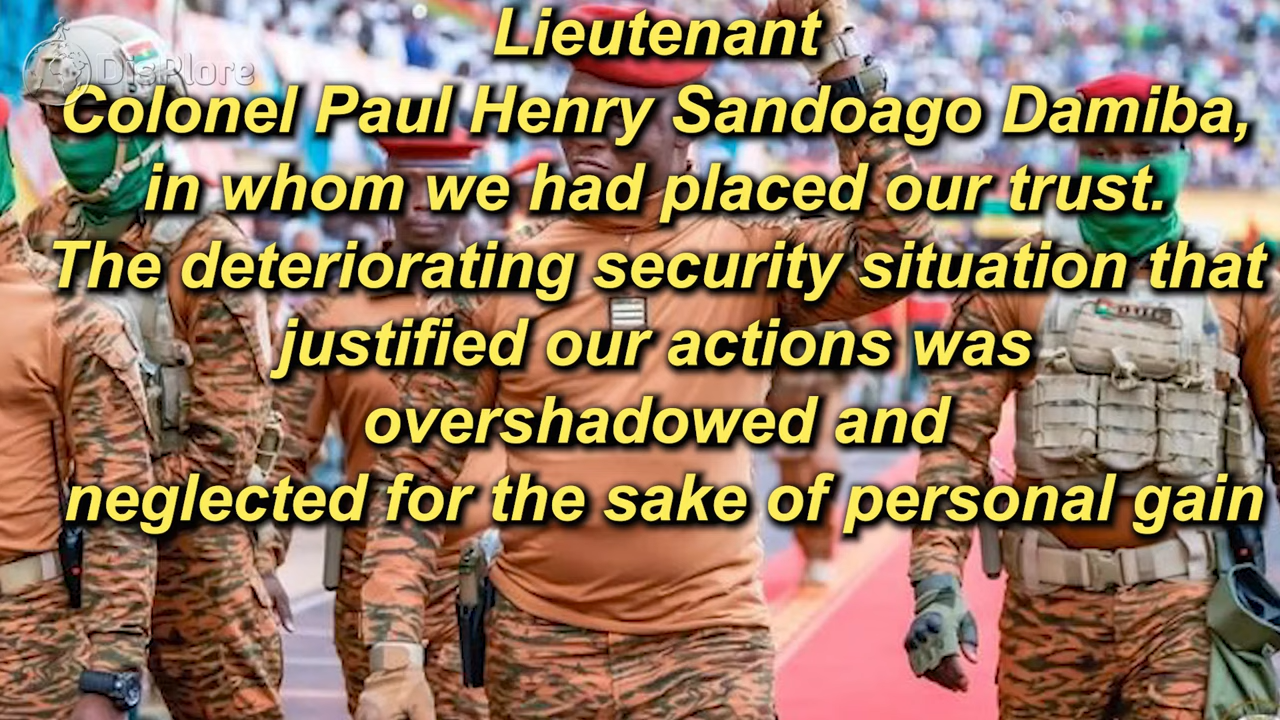 DisPlore
Lieutenant
Colonel Paul Henry Sandoago Damiba,
in whom we had placed our trust.
The deteriorating security situation that
justified our actions was
overshadowed and
neglected for the sake of personal gain